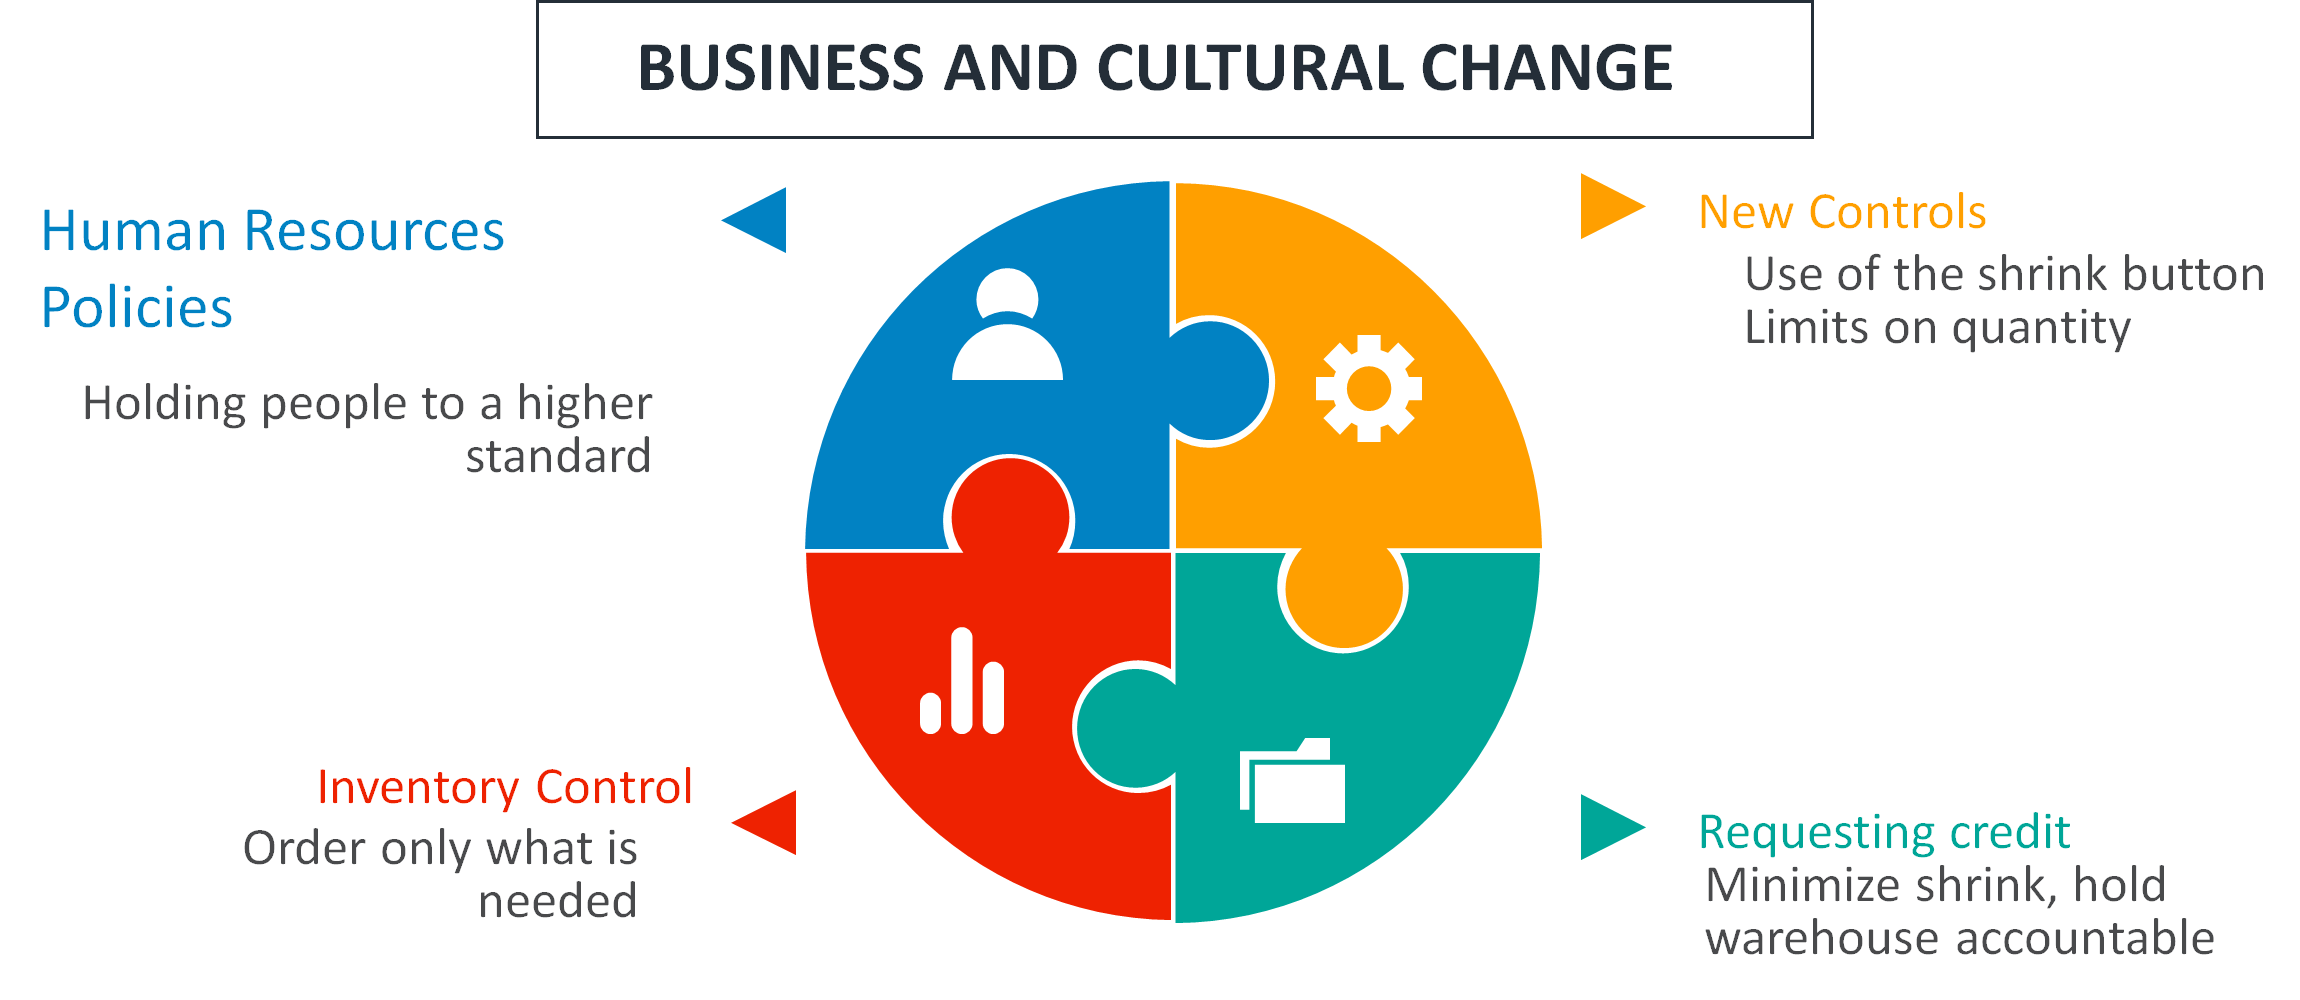 BUSINESS AND CULTURAL CHANGE
Human Resources
Policies
Holding people to a higher
standard
New Controls
Use of the shrink button
Limits on quantity
Inventory Control
Order only what is
needed
Requesting credit
Minimize shrink, hold
warehouse accountable